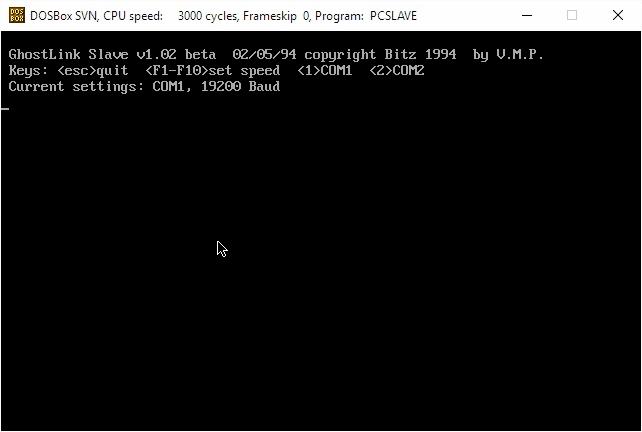 DOS
BOX
DOSBox SVN, CPU speed: 3000 cycles, Frameskip 0, Program: PCSLAVE
GhostLink Slave v1.02 beta 02/05/94 copyright Bitz 1994 by V.M.P.
Keys: <esc>quit <F1-F10>set speed <1>COM1 <2>COM2
Current settings: COM1, 19200 Baud